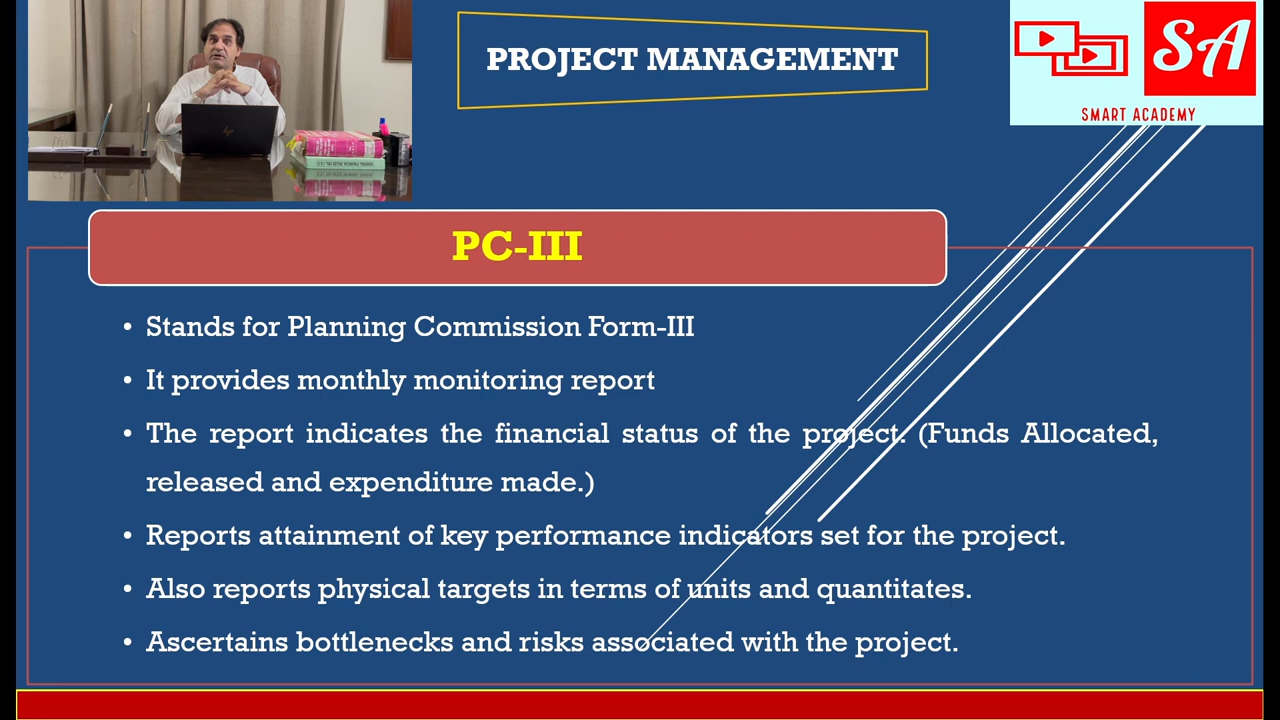 PROJECT MANAGEMENT
SA
SMART ACADEMY
hp
PC-III
• Stands for Planning Commission Form-III
• It provides monthly monitoring report
• The report indicates the financial status of the project. (Funds Allocated,
released and expenditure made.)
• Reports attainment of key performance indicators set for the project.
• Also reports physical targets in terms of units and quantitates.
• Ascertains bottlenecks and risks associated with the project.